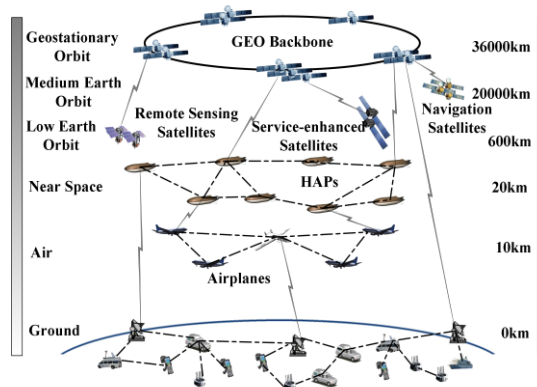 Geostationary
Orbit
GEO Backbone
36000km
Medium Earth
Orbit
20000km
Remote Sensing
Satellites
Navigation
Satellites
Low Earth
Orbit
Service-enhanced
Satellites
600km
HAPs
Near Space
20km
Air
10km
Airplanes
Ground
0km